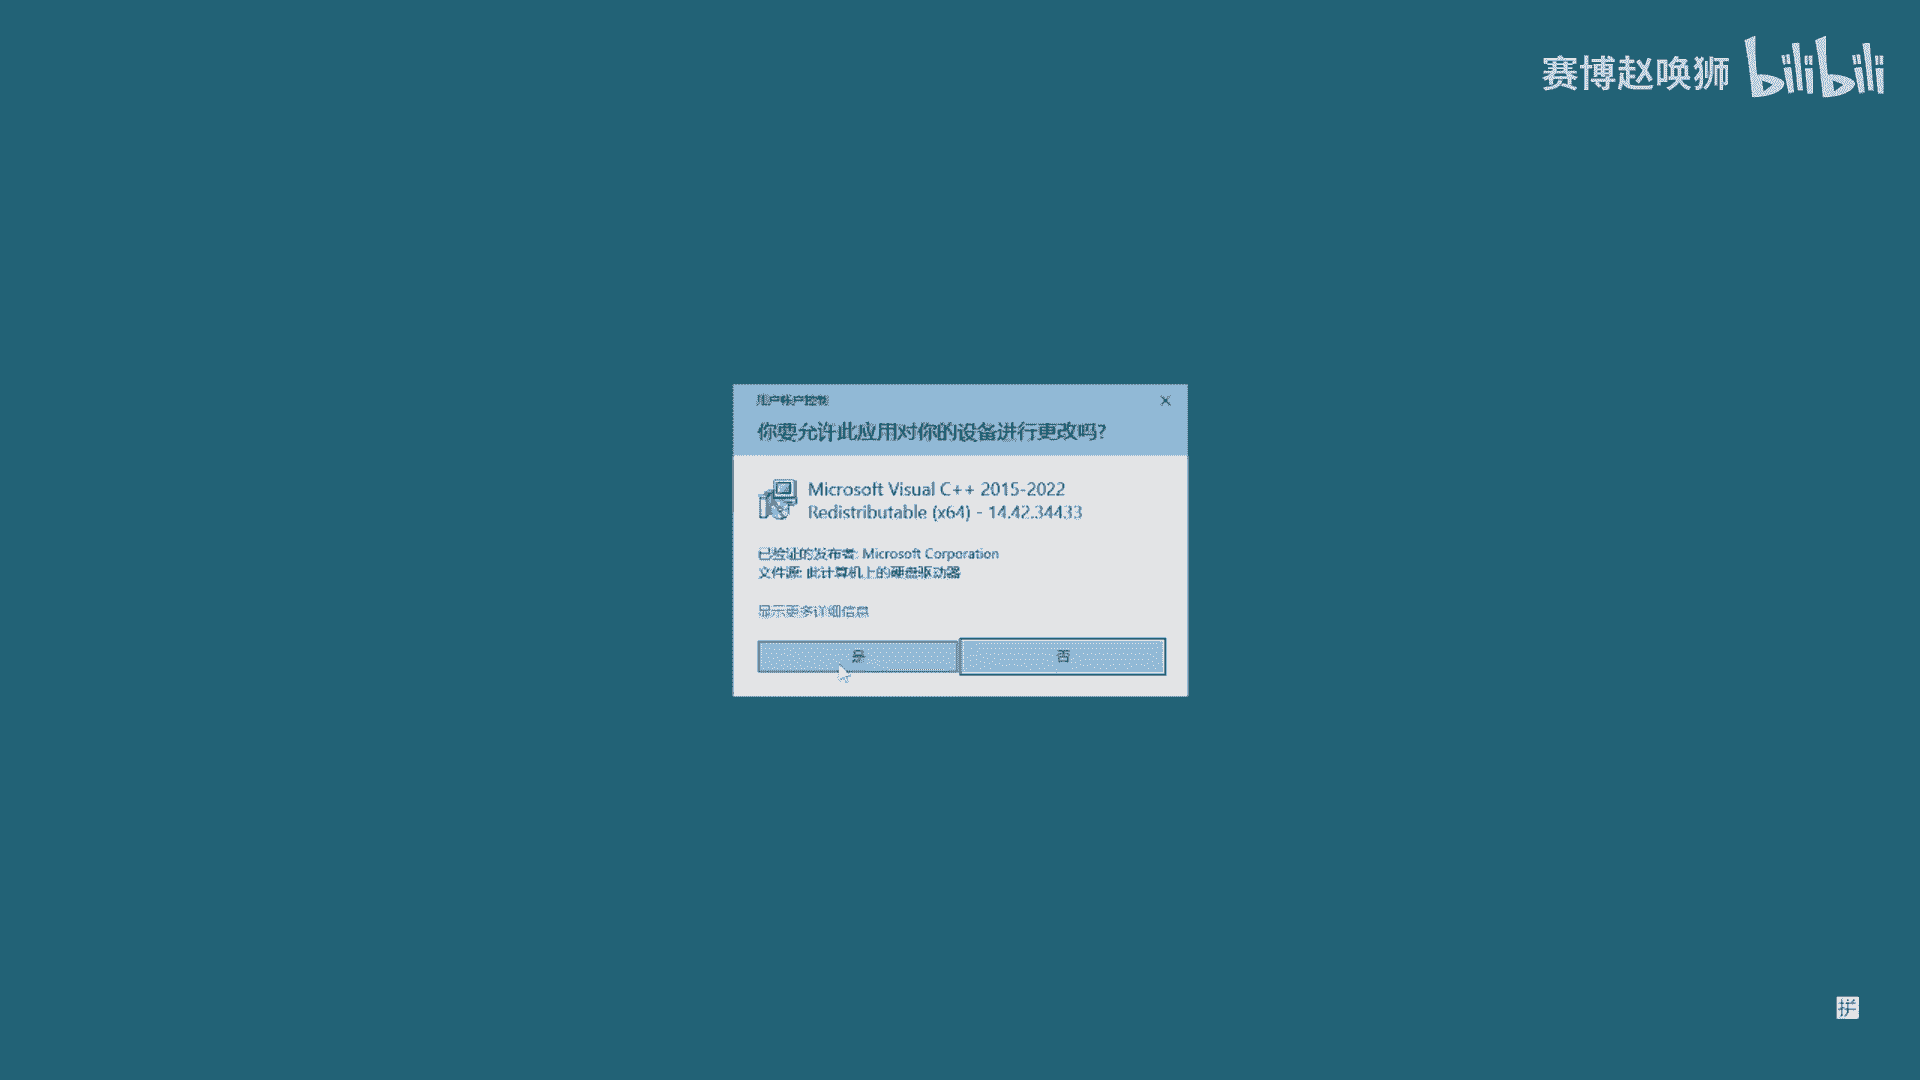 赛博赵唤狮 bilibili
用户帐户控制
你要允许此应用对你的设备进行更改吗?
Microsoft Visual C++ 2015-2022
Redistributable (x64) - 14.42.34433
已验证的发布者: Microsoft Corporation
文件源: 此计算机上的硬盘驱动器
显示更多详细信息
是 否
拼